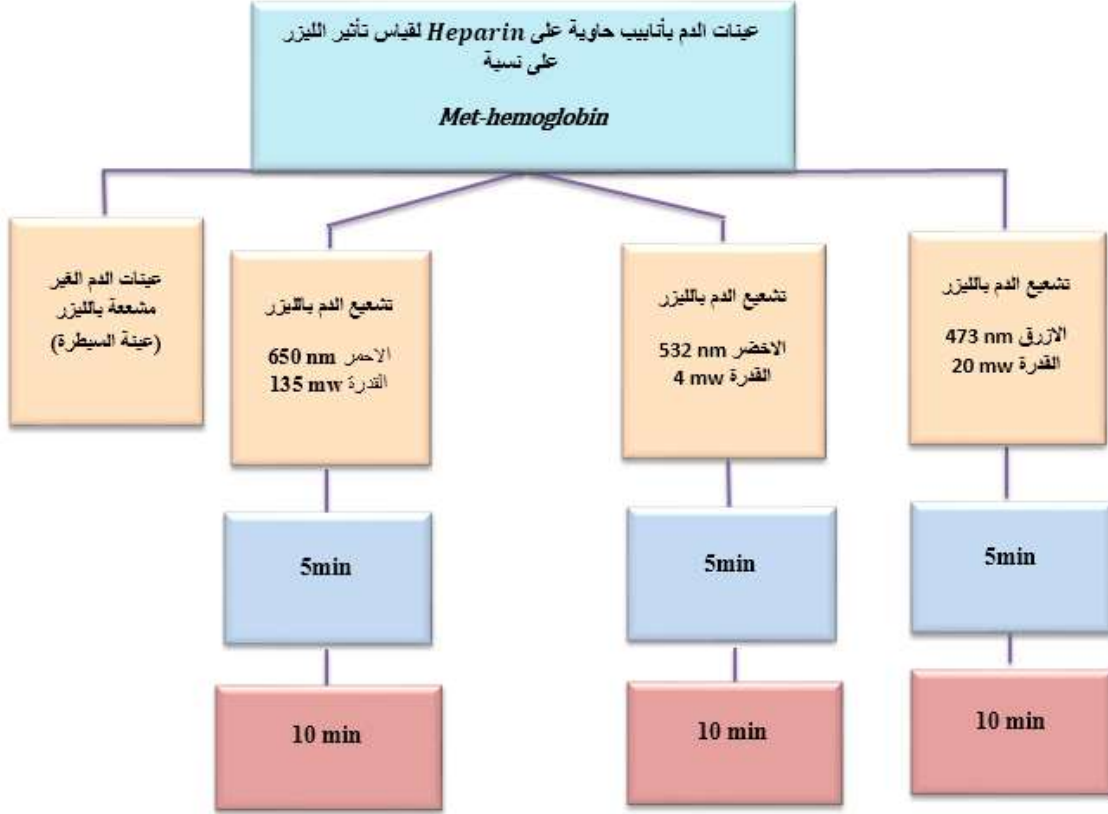 عينات الدم بأنابيب حاوية على Heparin لقياس تأثير الليزر
على نسبة
Met-hemoglobin
تشعيع الدم بالليزر
الازرق 473 nm
القدرة 20 mw
5min
10 min
تشعيع الدم بالليزر
الاخضر 532 nm
القدرة 4 mw
5min
10 min
تشعيع الدم بالليزر
الاحمر 650 nm
القدرة 135 mw
5min
10 min
عينات الدم الغير
مشععة بالليزر
(عينة السيطرة)